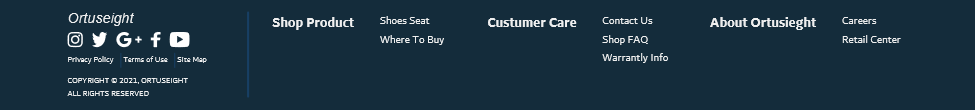 Ortuseight
Privacy Policy Terms of Use Site Map
COPYRIGHT © 2021, ORTUSEIGHT
ALL RIGHTS RESERVED
Shop Product
Shoes Seat
Where To Buy
Custumer Care
Contact Us
Shop FAQ
Warrantly Info
About Ortusieght
Careers
Retail Center